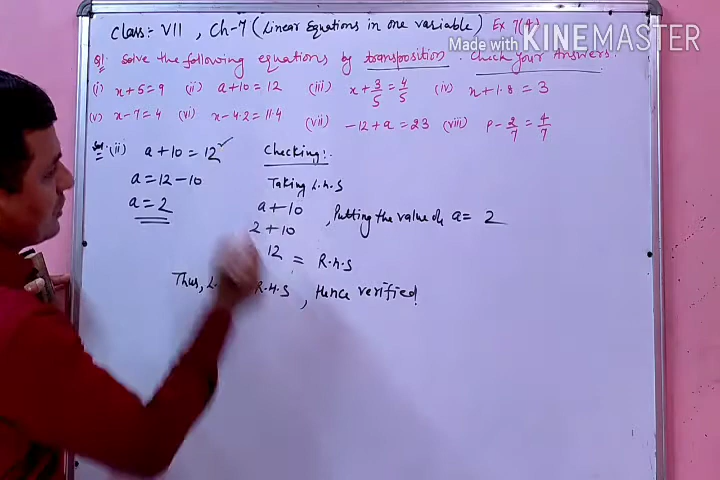 Class:- VII , Ch-7 (Linear Equations in one variable) Ex 7(A)
Made with KINEMASTER
Q1. Solve the following equations by transposition. Check your Answers.
(i) x+5=9 (ii) a+10=12 (iii) x+3/5=4/5 (iv) x+1.8=3
(v) x-7=4 (vi) x-4.2=11.4 (vii) -12+a=23 (viii) P-2/7=4/7
Sol:(ii) a+10=12✓ Checking:
a=12-10 Taking L.H.S
a=2 a+10 , Putting the value of a=2
2+10
12 = R.H.S
Thus, R.H.S , Hence verified